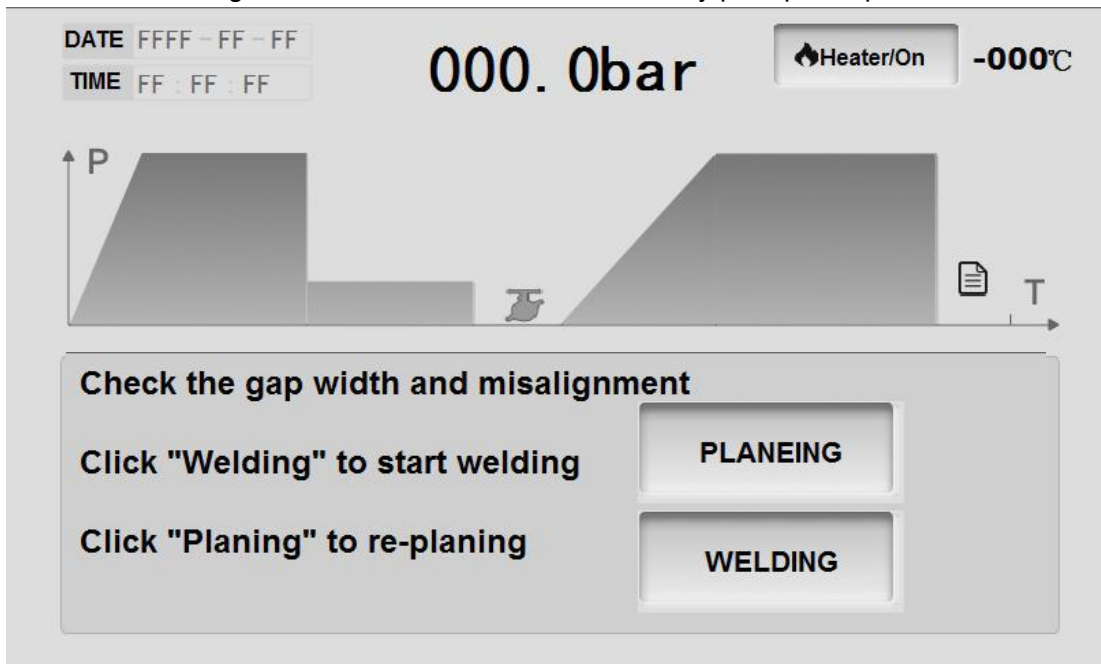 DATE FFFF-FF-FF
TIME FF:FF:FF
000.0bar
Heater/On
-000℃
P
T
Check the gap width and misalignment
Click "Welding" to start welding
PLANEING
Click "Planing" to re-planing
WELDING